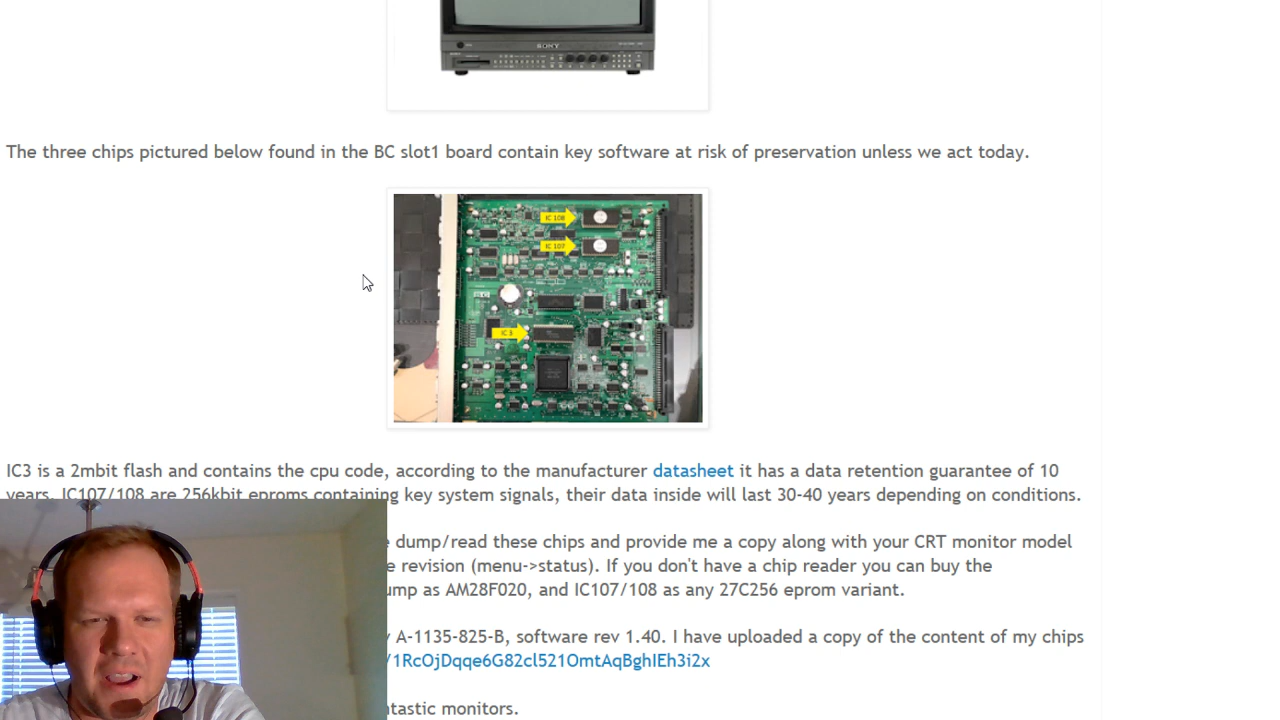 SONY
The three chips pictured below found in the BC slot1 board contain key software at risk of preservation unless we act today.
IC 108
IC 107
IC 3
IC3 is a 2mbit flash and contains the cpu code, according to the manufacturer datasheet it has a data retention guarantee of 10
years. IC107/108 are 256kbit eproms containing key system signals, their data inside will last 30-40 years depending on conditions.
dump/read these chips and provide me a copy along with your CRT monitor model
revision (menu->status). If you don't have a chip reader you can buy the
as AM28F020, and IC107/108 as any 27C256 eprom variant.
A-1135-825-B, software rev 1.40. I have uploaded a copy of the content of my chips
/1RcOjDqqe6G82cl521OmtAqBghIEh3i2x
monitors.